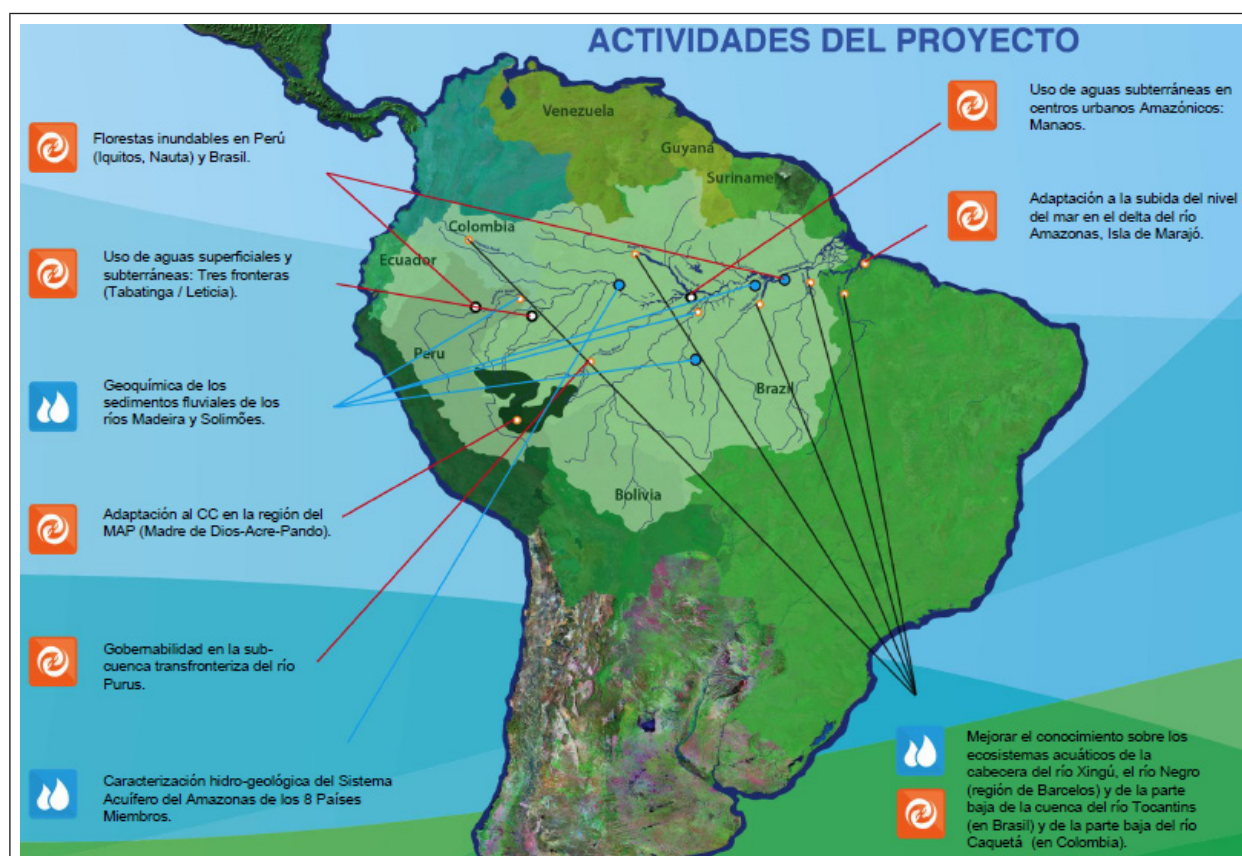 ACTIVIDADES DEL PROYECTO
Florestas inundables en Perú
(Iquitos, Nauta) y Brasil.
Uso de aguas superficiales y
subterráneas: Tres fronteras
(Tabatinga / Leticia).
Geoquímica de los
sedimentos fluviales de los
ríos Madeira y Solimões.
Adaptación al CC en la región del
MAP (Madre de Dios-Acre-Pando).
Gobernabilidad en la sub-
cuenca transfronteriza del río
Purus.
Caracterización hidro-geológica del Sistema
Acuífero del Amazonas de los 8 Países
Miembros.
Venezuela
Guyana
Suriname
Colombia
Ecuador
Peru
Brazil
Bolivia
Uso de aguas subterráneas en
centros urbanos Amazónicos:
Manaos.
Adaptación a la subida del nivel
del mar en el delta del río
Amazonas, Isla de Marajó.
Mejorar el conocimiento sobre los
ecosistemas acuáticos de la
cabecera del río Xingú, el río Negro
(región de Barcelos) y de la parte
baja de la cuenca del río Tocantins
(en Brasil) y de la parte baja del río
Caquetá (en Colombia).